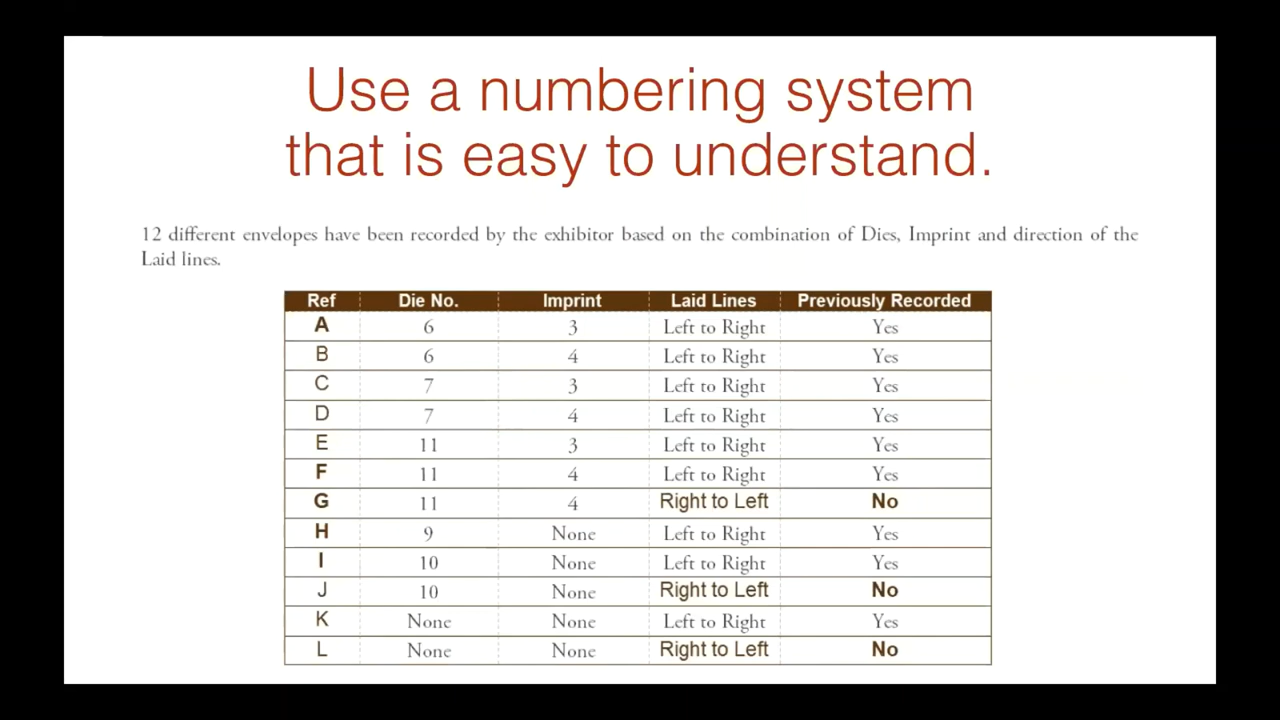 Use a numbering system
that is easy to understand.
12 different envelopes have been recorded by the exhibitor based on the combination of Dies, Imprint and direction of the
Laid lines.
Ref Die No. Imprint Laid Lines Previously Recorded
A 6 3 Left to Right Yes
B 6 4 Left to Right Yes
C 7 3 Left to Right Yes
D 7 4 Left to Right Yes
E 11 3 Left to Right Yes
F 11 4 Left to Right Yes
G 11 4 Right to Left No
H 9 None Left to Right Yes
I 10 None Left to Right Yes
J 10 None Right to Left No
K None None Left to Right Yes
L None None Right to Left No